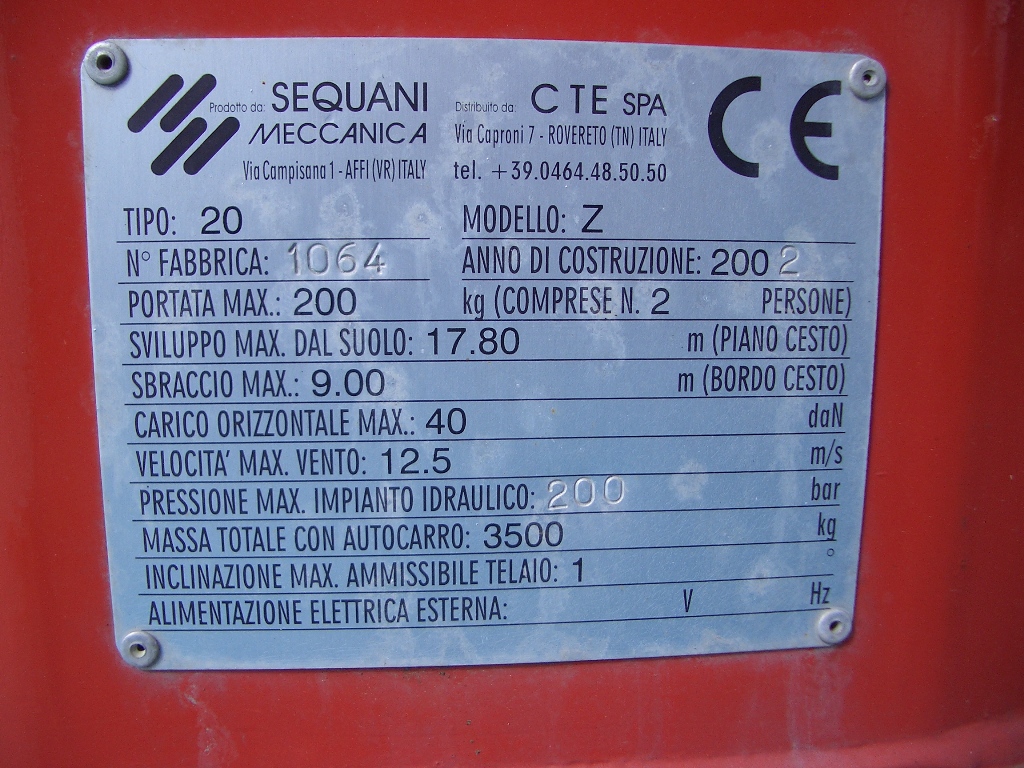 Prodotto da: SEQUANI
MECCANICA
Via Campisana 1 - AFFI (VR) ITALY
Distribuito da: CTE SPA
Via Caproni 7 - ROVERETO (TN) ITALY
tel. +39.0464.48.50.50
CE
TIPO: 20 MODELLO: Z
N° FABBRICA: 1064 ANNO DI COSTRUZIONE: 2002
PORTATA MAX.: 200 kg (COMPRESE N. 2 PERSONE)
SVILUPPO MAX. DAL SUOLO: 17.80 m (PIANO CESTO)
SBRACCIO MAX.: 9.00 m (BORDO CESTO)
CARICO ORIZZONTALE MAX.: 40 daN
VELOCITA' MAX. VENTO: 12.5 m/s
PRESSIONE MAX. IMPIANTO IDRAULICO: 200 bar
MASSA TOTALE CON AUTOCARRO: 3500 kg
INCLINAZIONE MAX. AMMISSIBILE TELAIO: 1 °
ALIMENTAZIONE ELETTRICA ESTERNA: V Hz